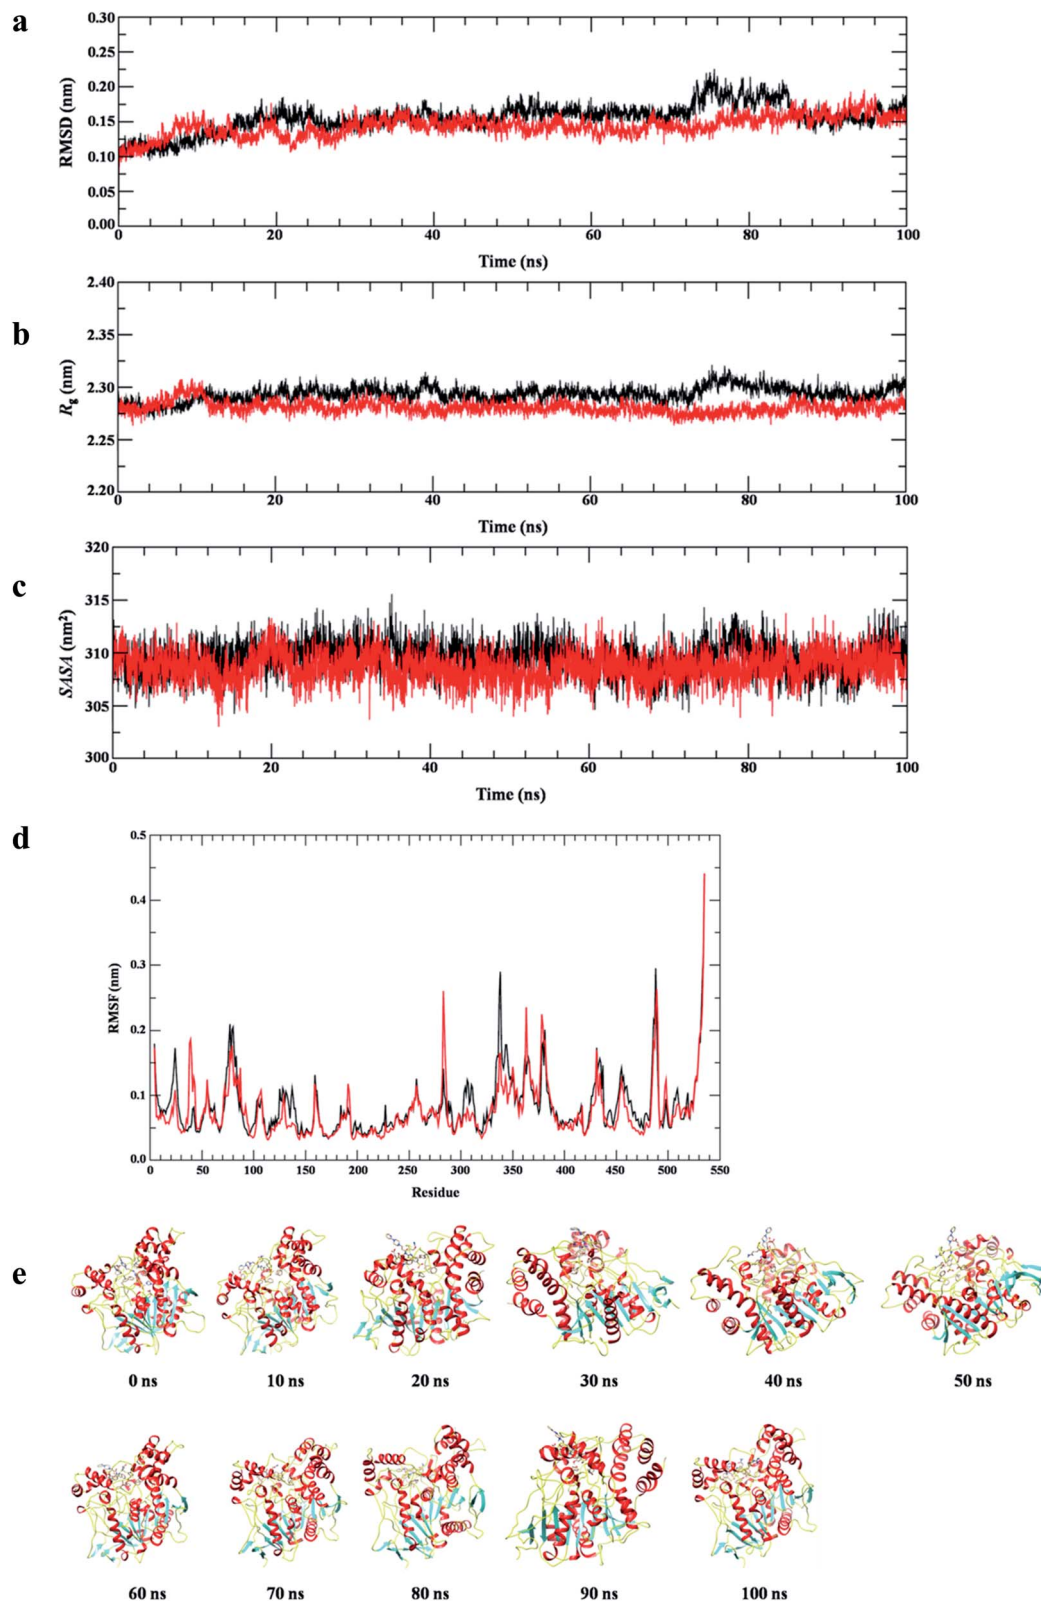 a
0.30
0.25
0.20
0.15
0.10
0.05
0.00
RMSD (nm)
0 20 40 60 80 100
Time (ns)
b
2.40
2.35
2.30
2.25
2.20
Rg (nm)
0 20 40 60 80 100
Time (ns)
c
320
315
310
305
300
SASA (nm²)
0 20 40 60 80 100
Time (ns)
d
0.5
0.4
0.3
0.2
0.1
0.0
RMSF (nm)
0 50 100 150 200 250 300 350 400 450 500 550
Residue
e
0 ns 10 ns 20 ns 30 ns 40 ns 50 ns
60 ns 70 ns 80 ns 90 ns 100 ns